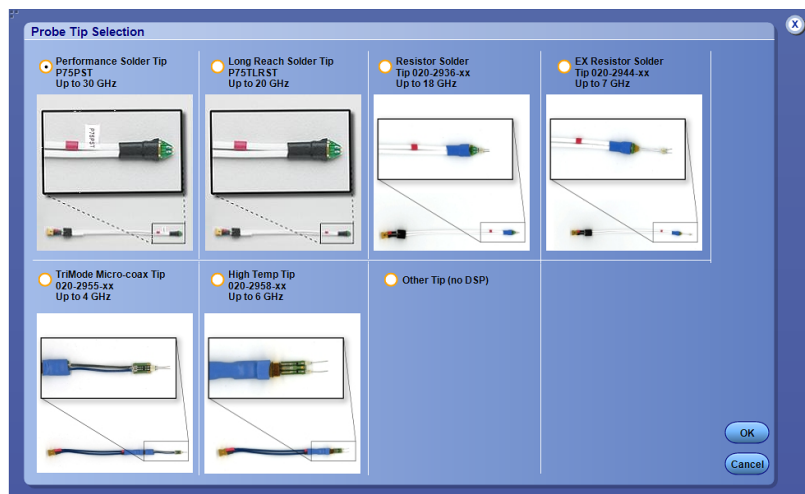 Probe Tip Selection
X
Performance Solder Tip
P75PST
Up to 30 GHz
Long Reach Solder Tip
P75TLRST
Up to 20 GHz
Resistor Solder
Tip 020-2936-xx
Up to 18 GHz
EX Resistor Solder
Tip 020-2944-xx
Up to 7 GHz
P75PST
TriMode Micro-coax Tip
020-2955-xx
Up to 4 GHz
High Temp Tip
020-2958-xx
Up to 6 GHz
Other Tip (no DSP)
OK
Cancel